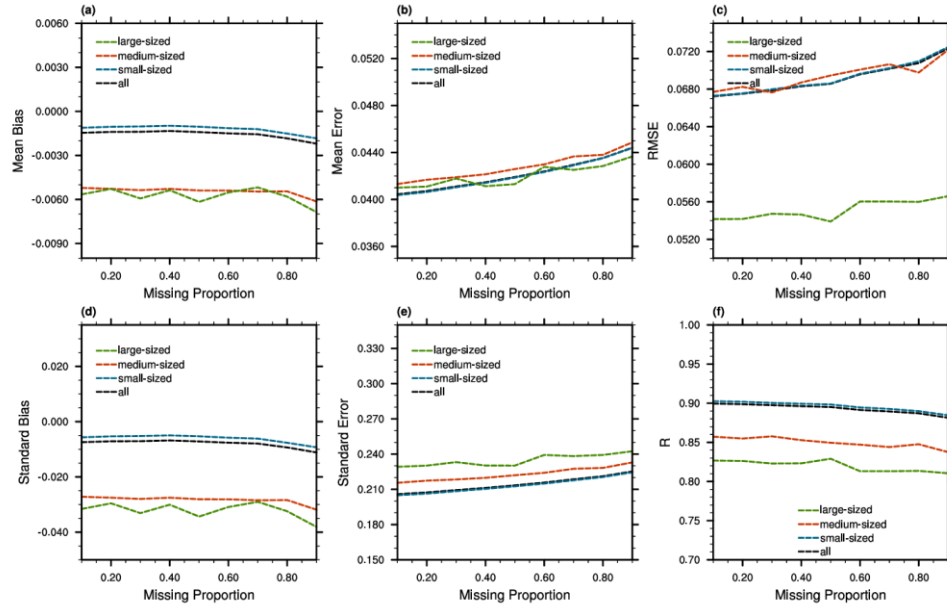 (a)
0.0060
0.0030
0.0000
-0.0030
-0.0060
-0.0090
Mean Bias
large-sized
medium-sized
small-sized
all
0.20 0.40 0.60 0.80
Missing Proportion
(b)
0.0520
0.0480
0.0440
0.0400
0.0360
Mean Error
large-sized
medium-sized
small-sized
all
0.20 0.40 0.60 0.80
Missing Proportion
(c)
0.0720
0.0680
0.0640
0.0600
0.0560
0.0520
RMSE
large-sized
medium-sized
small-sized
all
0.20 0.40 0.60 0.80
Missing Proportion
(d)
0.020
0.000
-0.020
-0.040
Standard Bias
large-sized
medium-sized
small-sized
all
0.20 0.40 0.60 0.80
Missing Proportion
(e)
0.330
0.300
0.270
0.240
0.210
0.180
0.150
Standard Error
large-sized
medium-sized
small-sized
all
0.20 0.40 0.60 0.80
Missing Proportion
(f)
1.00
0.95
0.90
0.85
0.80
0.75
0.70
R
large-sized
medium-sized
small-sized
all
0.20 0.40 0.60 0.80
Missing Proportion